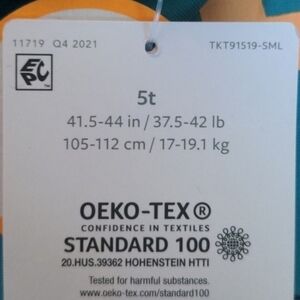 11719 Q4 2021 TKT91519-SML
EPC™
5t
41.5-44 in / 37.5-42 lb
105-112 cm / 17-19.1 kg
OEKO-TEX®
CONFIDENCE IN TEXTILES
STANDARD 100
20.HUS.39362 HOHENSTEIN HTTI
Tested for harmful substances.
www.oeko-tex.com/standard100